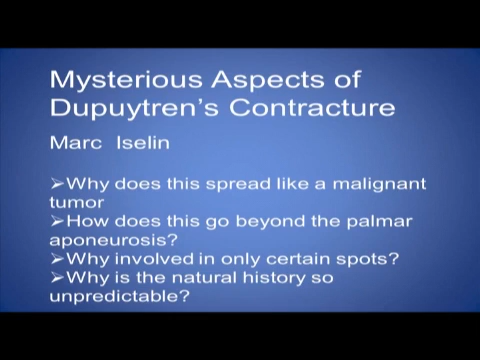 Mysterious Aspects of
Dupuytren's Contracture
Marc Iselin
➢Why does this spread like a malignant
tumor
➢How does this go beyond the palmar
aponeurosis?
➢Why involved in only certain spots?
➢Why is the natural history so
unpredictable?